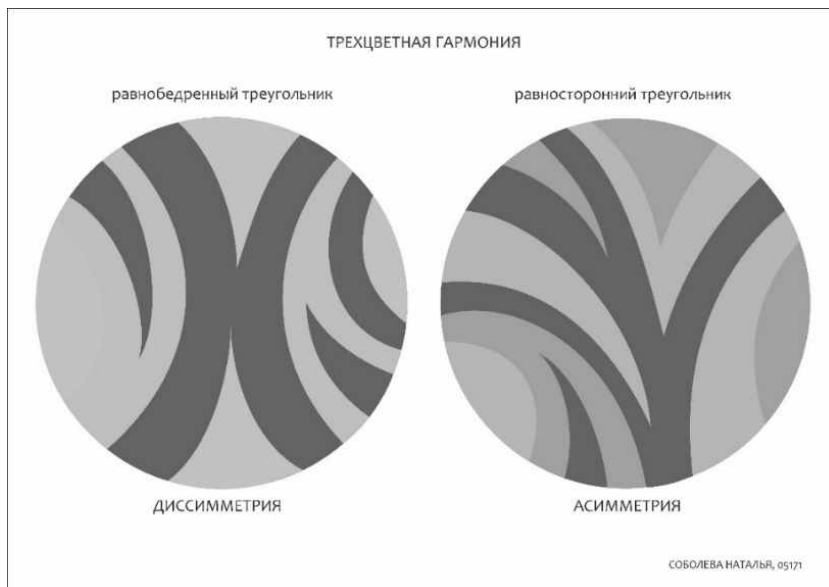 ТРЕХЦВЕТНАЯ ГАРМОНИЯ
равнобедренный треугольник
равносторонний треугольник
ДИССИММЕТРИЯ
АСИММЕТРИЯ
СОБОЛЕВА НАТАЛЬЯ, 05171